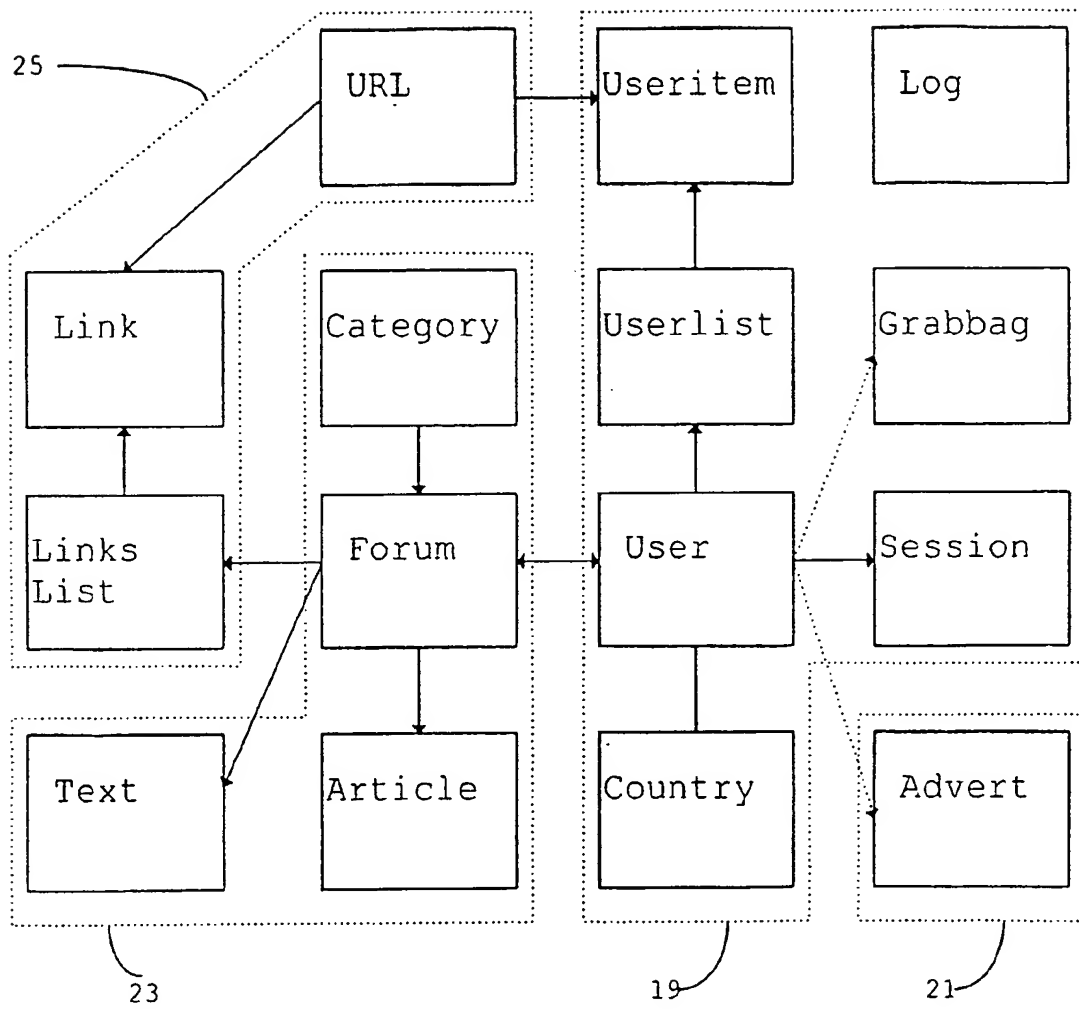 25
URL
Useritem
Log
Link
Category
Userlist
Grabbag
Links
List
Forum
User
Session
Text
Article
Country
Advert
23
19
21